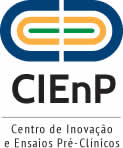 CIEnP
Centro de Inovação
e Ensaios Pré-Clínicos